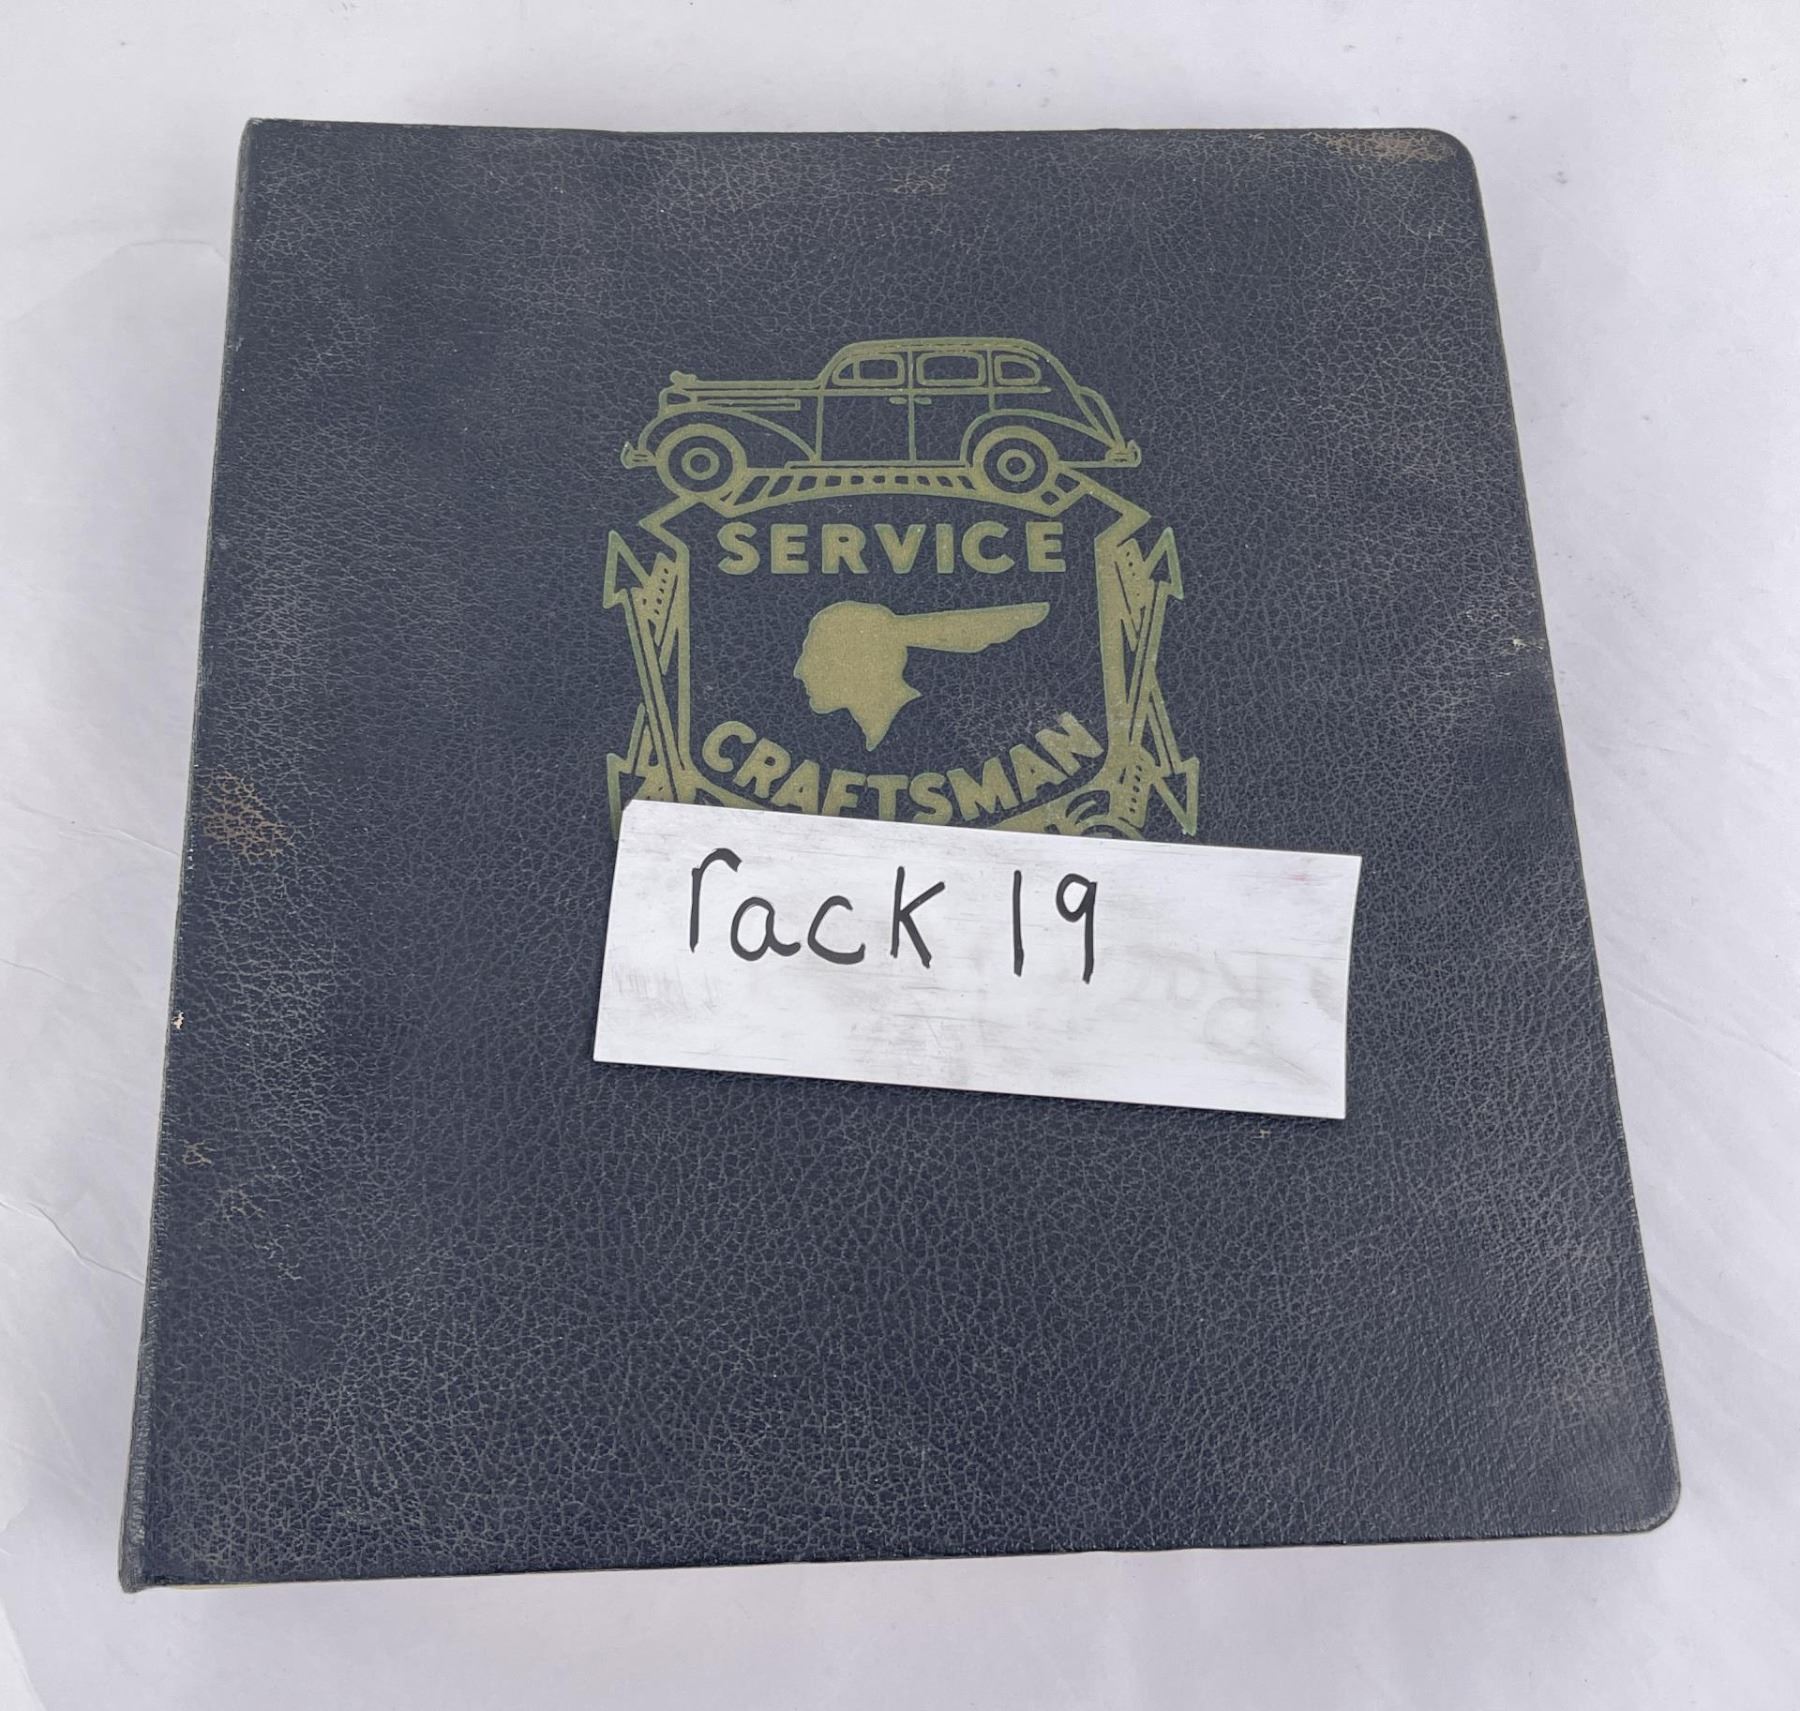 SERVICE
CRAFTSMAN
rack 19